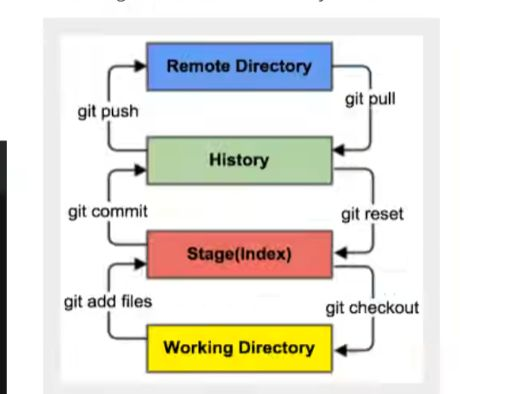 Remote Directory
git pull
git push
History
git commit
git reset
Stage(Index)
git add files
git checkout
Working Directory